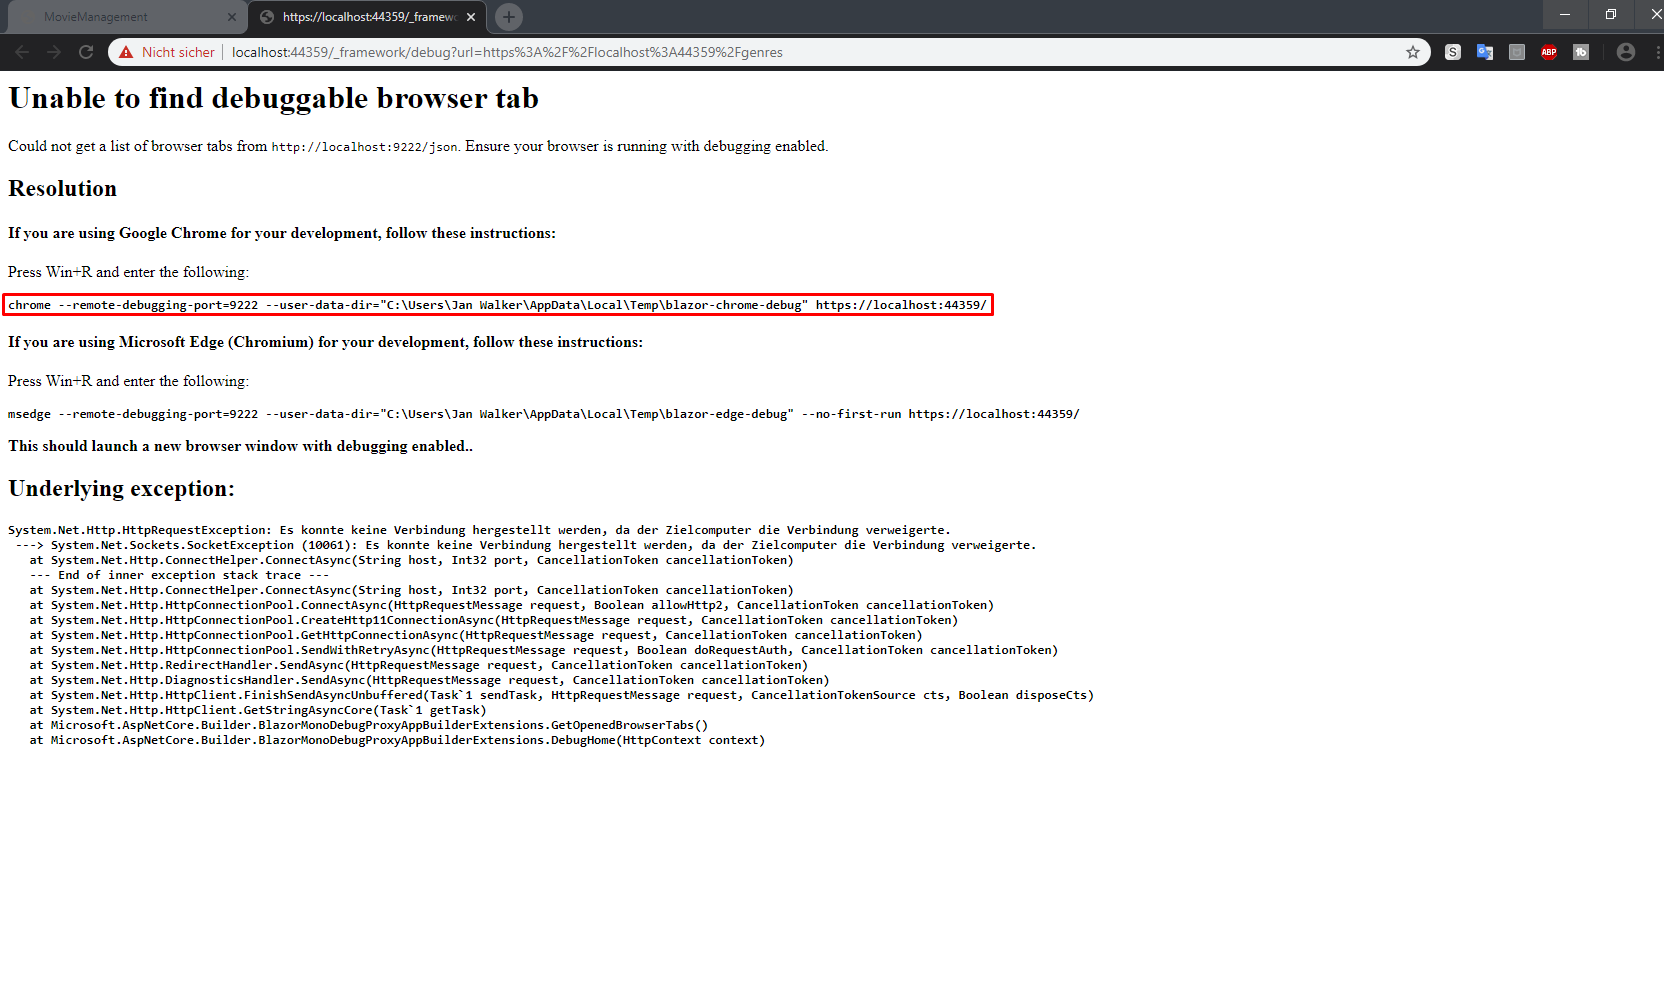 MovieManagement
https://localhost:44359/_framewo
Nicht sicher
localhost:44359/_framework/debug?url=https%3A%2F%2Flocalhost%3A44359%2Fgenres
S
ABP
Unable to find debuggable browser tab
Could not get a list of browser tabs from http://localhost:9222/json. Ensure your browser is running with debugging enabled.
Resolution
If you are using Google Chrome for your development, follow these instructions:
Press Win+R and enter the following:
chrome --remote-debugging-port=9222 --user-data-dir="C:\Users\Jan Walker\AppData\Local\Temp\blazor-chrome-debug" https://localhost:44359/
If you are using Microsoft Edge (Chromium) for your development, follow these instructions:
Press Win+R and enter the following:
msedge --remote-debugging-port=9222 --user-data-dir="C:\Users\Jan Walker\AppData\Local\Temp\blazor-edge-debug" --no-first-run https://localhost:44359/
This should launch a new browser window with debugging enabled..
Underlying exception:
System.Net.Http.HttpRequestException: Es konnte keine Verbindung hergestellt werden, da der Zielcomputer die Verbindung verweigerte.
---> System.Net.Sockets.SocketException (10061): Es konnte keine Verbindung hergestellt werden, da der Zielcomputer die Verbindung verweigerte.
at System.Net.Http.ConnectHelper.ConnectAsync(String host, Int32 port, CancellationToken cancellationToken)
--- End of inner exception stack trace ---
at System.Net.Http.ConnectHelper.ConnectAsync(String host, Int32 port, CancellationToken cancellationToken)
at System.Net.Http.HttpConnectionPool.ConnectAsync(HttpRequestMessage request, Boolean allowHttp2, CancellationToken cancellationToken)
at System.Net.Http.HttpConnectionPool.CreateHttp11ConnectionAsync(HttpRequestMessage request, CancellationToken cancellationToken)
at System.Net.Http.HttpConnectionPool.GetHttpConnectionAsync(HttpRequestMessage request, CancellationToken cancellationToken)
at System.Net.Http.HttpConnectionPool.SendWithRetryAsync(HttpRequestMessage request, Boolean doRequestAuth, CancellationToken cancellationToken)
at System.Net.Http.RedirectHandler.SendAsync(HttpRequestMessage request, CancellationToken cancellationToken)
at System.Net.Http.DiagnosticsHandler.SendAsync(HttpRequestMessage request, CancellationToken cancellationToken)
at System.Net.Http.HttpClient.FinishSendAsyncUnbuffered(Task`1 sendTask, HttpRequestMessage request, CancellationTokenSource cts, Boolean disposeCts)
at System.Net.Http.HttpClient.GetStringAsyncCore(Task`1 getTask)
at Microsoft.AspNetCore.Builder.BlazorMonoDebugProxyAppBuilderExtensions.GetOpenedBrowserTabs()
at Microsoft.AspNetCore.Builder.BlazorMonoDebugProxyAppBuilderExtensions.DebugHome(HttpContext context)